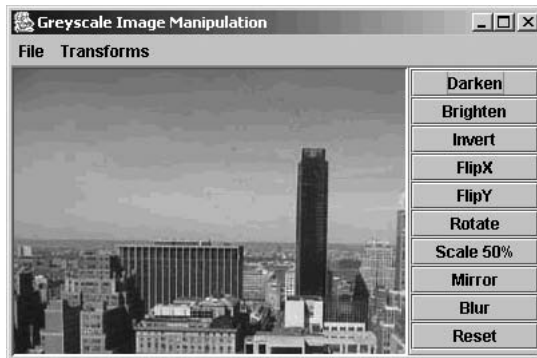 Greyscale Image Manipulation
File Transforms
Darken
Brighten
Invert
FlipX
FlipY
Rotate
Scale 50%
Mirror
Blur
Reset